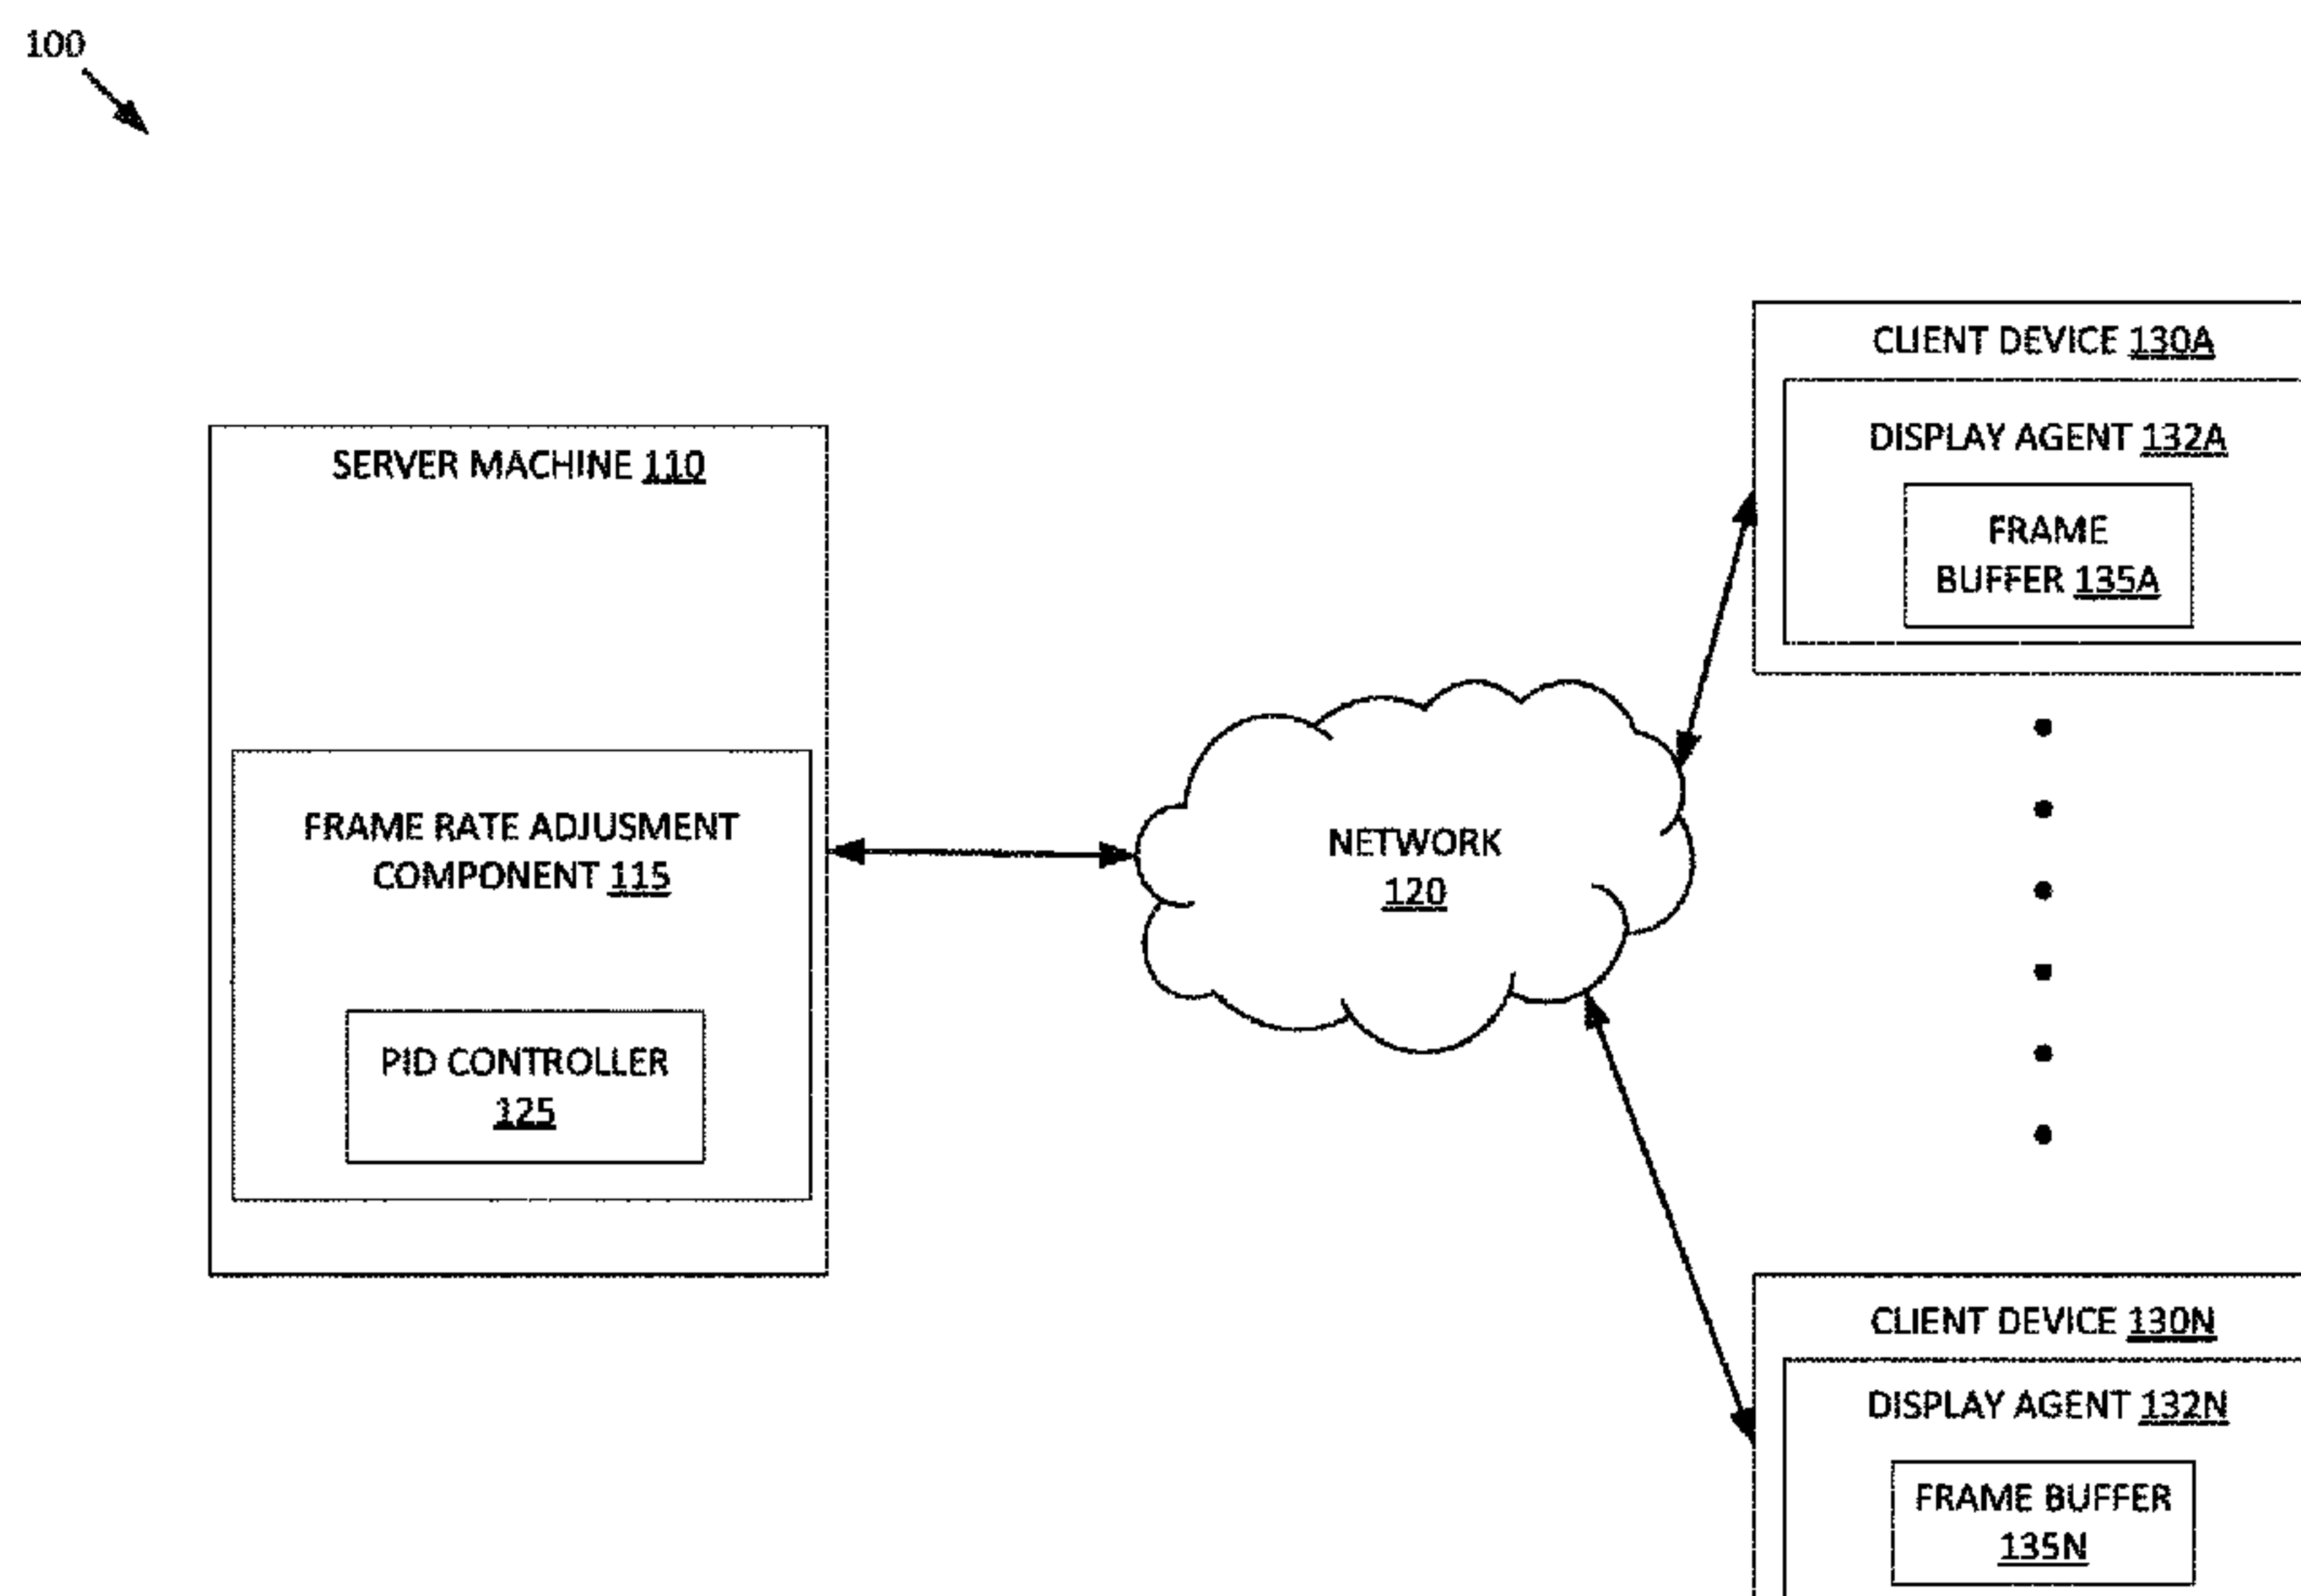 100
SERVER MACHINE 110
FRAME RATE ADJUSMENT
COMPONENT 115
PID CONTROLLER
125
NETWORK
120
CLIENT DEVICE 130A
DISPLAY AGENT 132A
FRAME
BUFFER 135A
CLIENT DEVICE 130N
DISPLAY AGENT 132N
FRAME BUFFER
135N